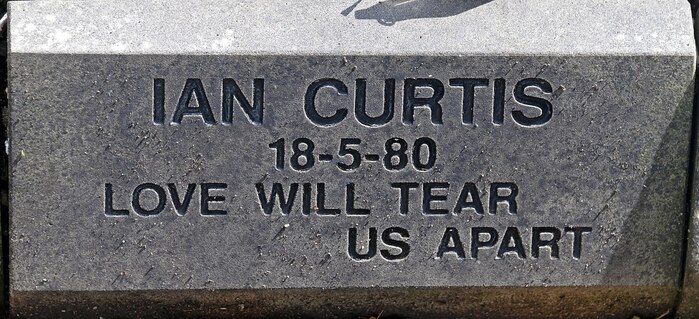 IAN CURTIS
18-5-80
LOVE WILL TEAR
US APART